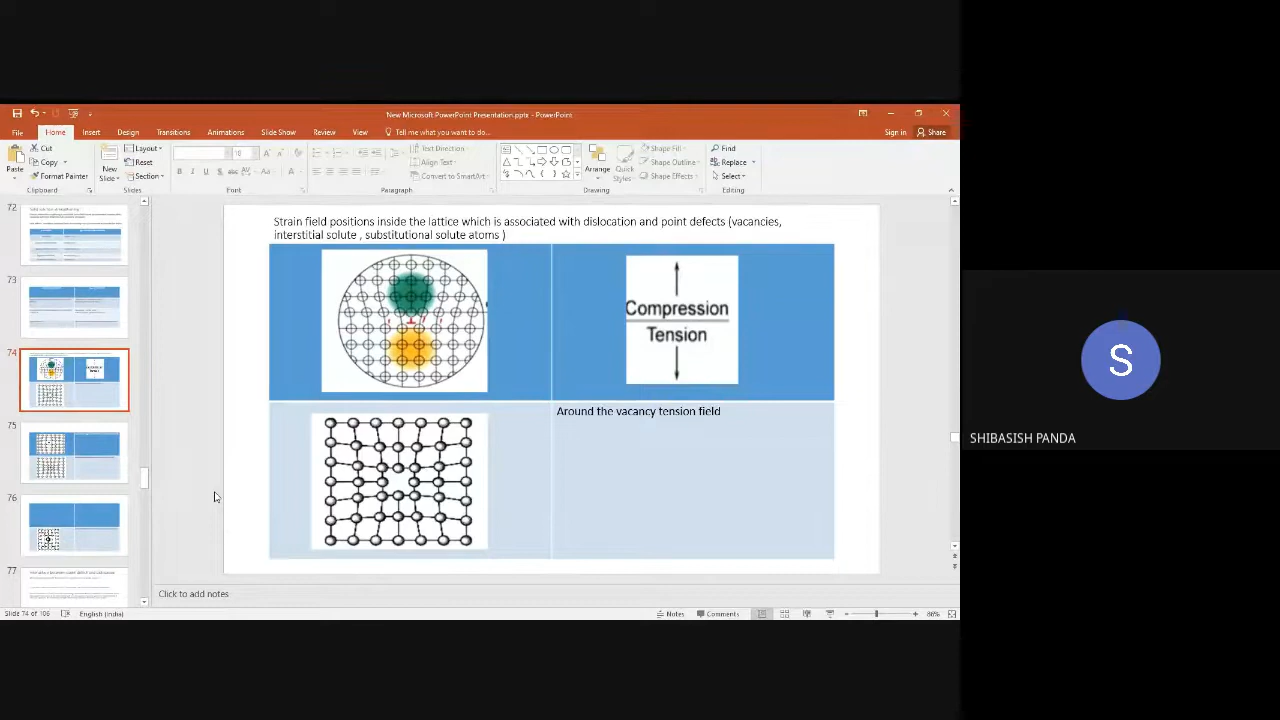 New Microsoft PowerPoint Presentation.pptx - PowerPoint
File Home Insert Design Transitions Animations Slide Show Review View Tell me what you want to do... Sign in Share
Paste
Cut
Copy
Format Painter
Clipboard
New Slide
Layout
Reset
Section
Slides
B I U S abc AV Aa A
Font
Text Direction
Align Text
Convert to SmartArt
Paragraph
Arrange
Quick Styles
Shape Fill
Shape Outline
Shape Effects
Drawing
Find
Replace
Select
Editing
72
73
74
75
76
77
Strained positions inside the lattice which is associated with dislocation and point defects (vacancies,
interstitial solute , substitutional solute atoms )
Compression
Tension
Around the vacancy tension field
Click to add notes
Slide 74 of 106 English (India) Notes Comments 86%
S
SHIBASISH PANDA